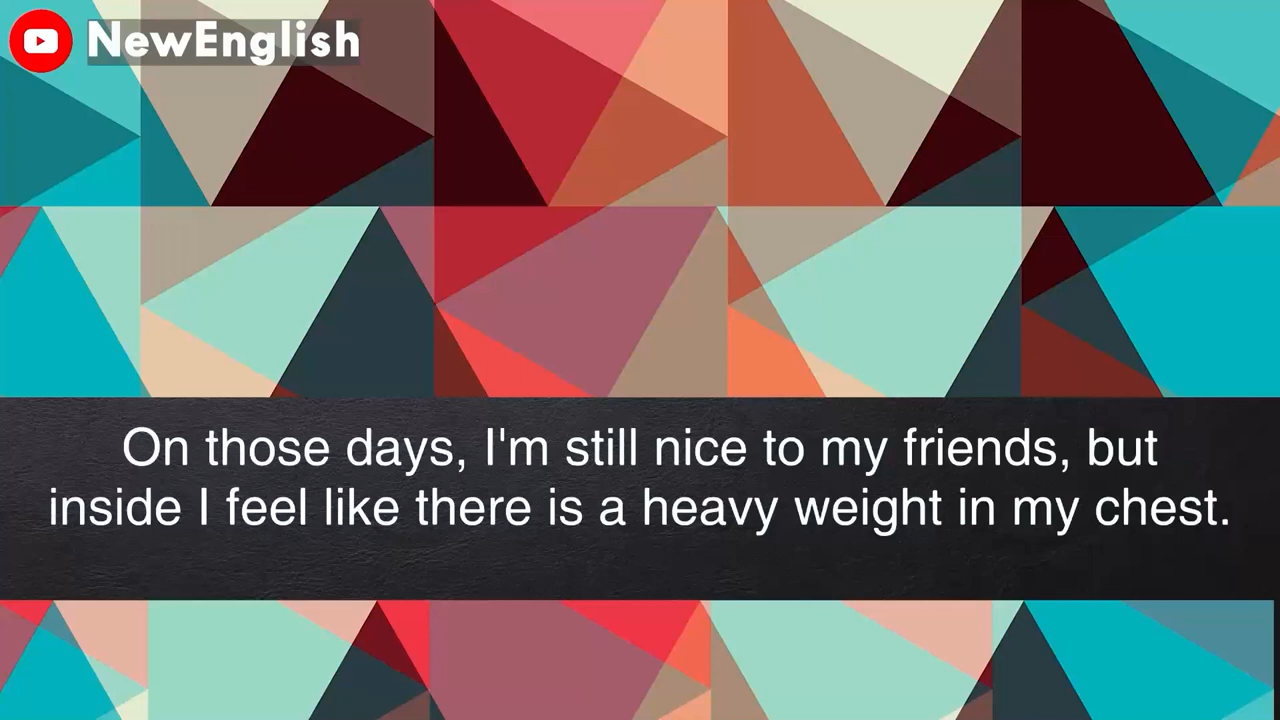 NewEnglish
On those days, I'm still nice to my friends, but
inside I feel like there is a heavy weight in my chest.